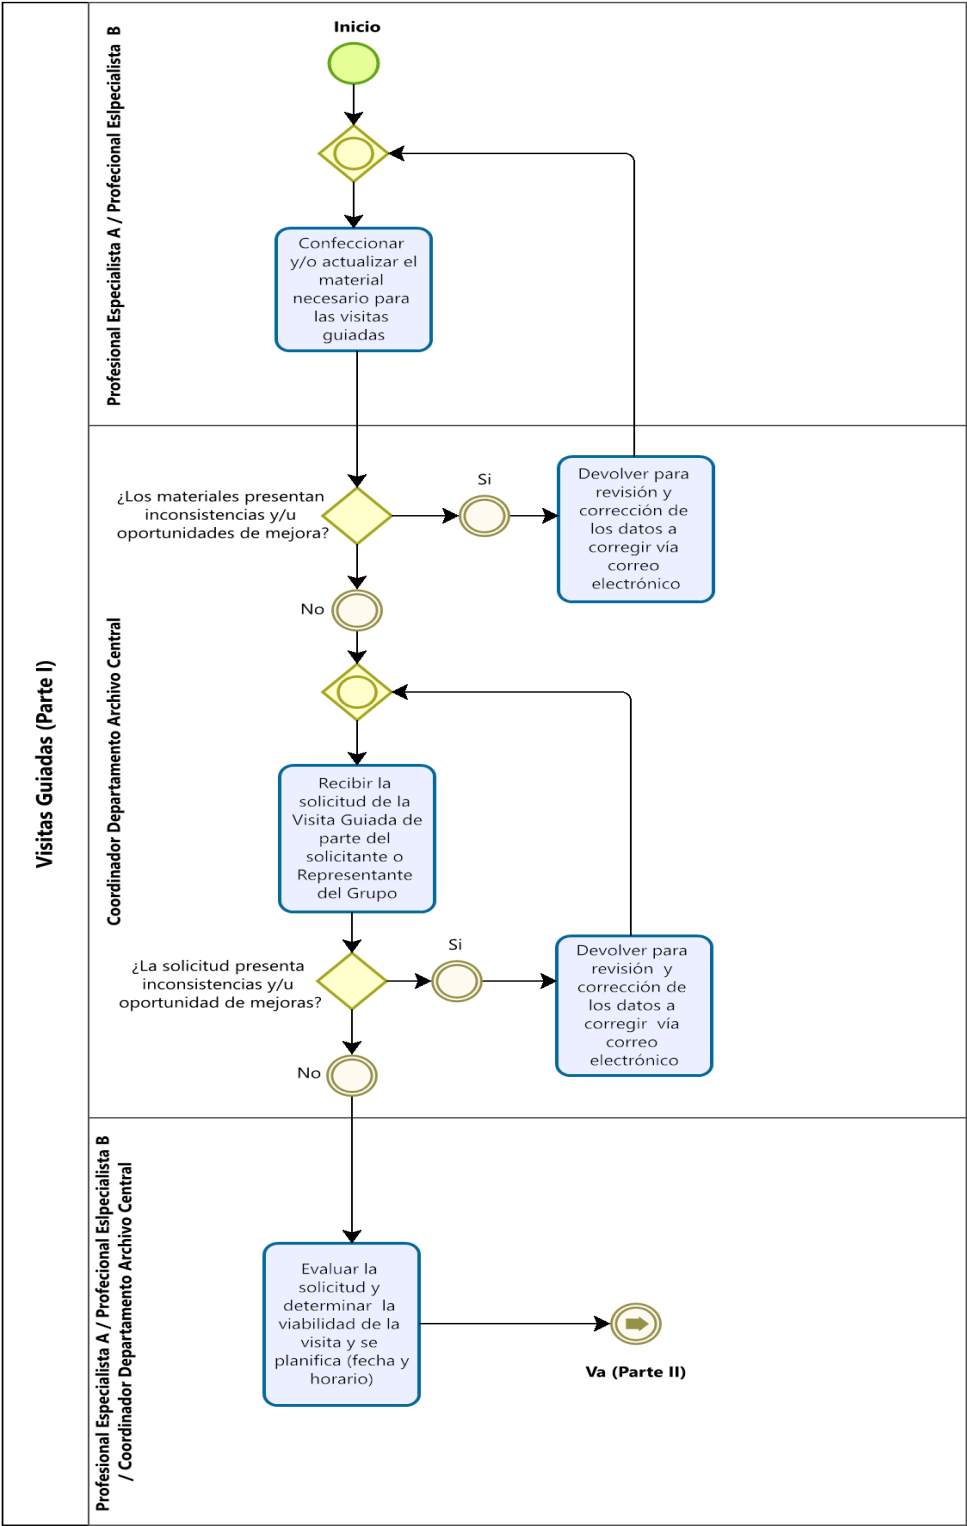 Visitas Guiadas (Parte I)
Profesional Especialista A / Profecional Eslpecialista B
Inicio
Confeccionar
y/o actualizar el
material
necesario para
las visitas
guiadas
Coordinador Departamento Archivo Central
¿Los materiales presentan
inconsistencias y/u
oportunidades de mejora?
Si
Devolver para
revisión y
corrección de
los datos a
corregir vía
correo
electrónico
No
Recibir la
solicitud de la
Visita Guiada de
parte del
solicitante o
Representante
del Grupo
¿La solicitud presenta
inconsistencias y/u
oportunidad de mejoras?
Si
Devolver para
revisión y
corrección de
los datos a
corregir vía
correo
electrónico
No
Profesional Especialista A / Profecional Eslpecialista B
/ Coordinador Departamento Archivo Central
Evaluar la
solicitud y
determinar la
viabilidad de la
visita y se
planifica (fecha y
horario)
Va (Parte II)